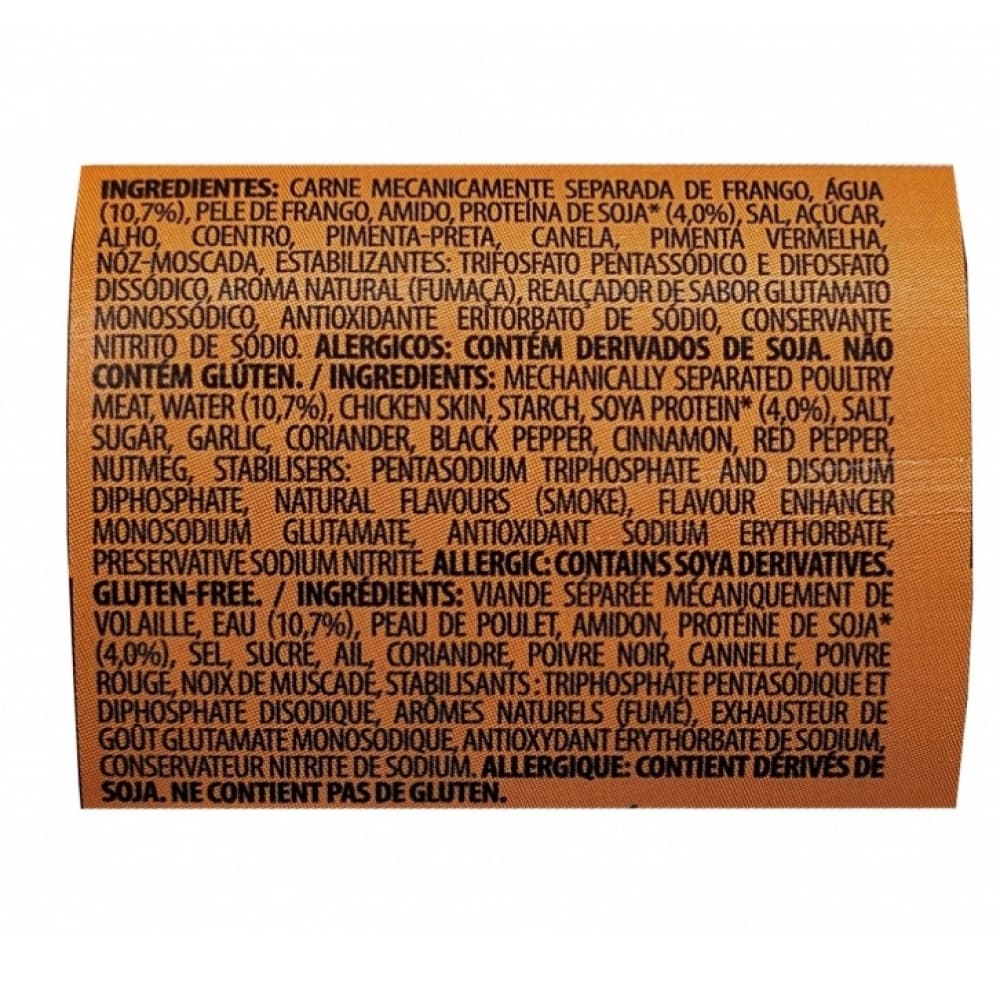 INGREDIENTES: CARNE MECANICAMENTE SEPARADA DE FRANGO, ÁGUA
(10,7%), PELE DE FRANGO, AMIDO, PROTEÍNA DE SOJA* (4,0%), SAL, AÇÚCAR,
ALHO, COENTRO, PIMENTA-PRETA, CANELA, PIMENTA VERMELHA,
NOZ-MOSCADA, ESTABILIZANTES: TRIFOSFATO PENTASSÓDICO E DIFOSFATO
DISSÓDICO, AROMA NATURAL (FUMAÇA), REALÇADOR DE SABOR GLUTAMATO
MONOSSÓDICO, ANTIOXIDANTE ERITORBATO DE SÓDIO, CONSERVANTE
NITRITO DE SÓDIO. ALERGICOS: CONTÉM DERIVADOS DE SOJA. NÃO
CONTÉM GLÚTEN. / INGREDIENTS: MECHANICALLY SEPARATED POULTRY
MEAT, WATER (10,7%), CHICKEN SKIN, STARCH, SOYA PROTEIN* (4,0%), SALT,
SUGAR, GARLIC, CORIANDER, BLACK PEPPER, CINNAMON, RED PEPPER,
NUTMEG, STABILISERS: PENTASODIUM TRIPHOSPHATE AND DISODIUM
DIPHOSPHATE, NATURAL FLAVOURS (SMOKE), FLAVOUR ENHANCER
MONOSODIUM GLUTAMATE, ANTIOXIDANT SODIUM ERYTHORBATE,
PRESERVATIVE SODIUM NITRITE. ALLERGIC: CONTAINS SOYA DERIVATIVES.
GLUTEN-FREE. / INGRÉDIENTS: VIANDE SÉPARÉE MÉCANIQUEMENT DE
VOLAILLE, EAU (10,7%), PEAU DE POULET, AMIDON, PROTÉINE DE SOJA*
(4,0%), SEL, SUCRE, AIL, CORIANDRE, POIVRE NOIR, CANNELLE, POIVRE
ROUGE, NOIX DE MUSCADE, STABILISANTS : TRIPHOSPHATE PENTASODIQUE ET
DIPHOSPHATE DISODIQUE, ARÔMES NATURELS (FUMÉ), EXHAUSTEUR DE
GOÛT GLUTAMATE MONOSODIQUE, ANTIOXYDANT ERYTHORBATE DE SODIUM,
CONSERVATEUR NITRITE DE SODIUM. ALLERGIQUE: CONTIENT DÉRIVÉS DE
SOJA. NE CONTIENT PAS DE GLUTEN.